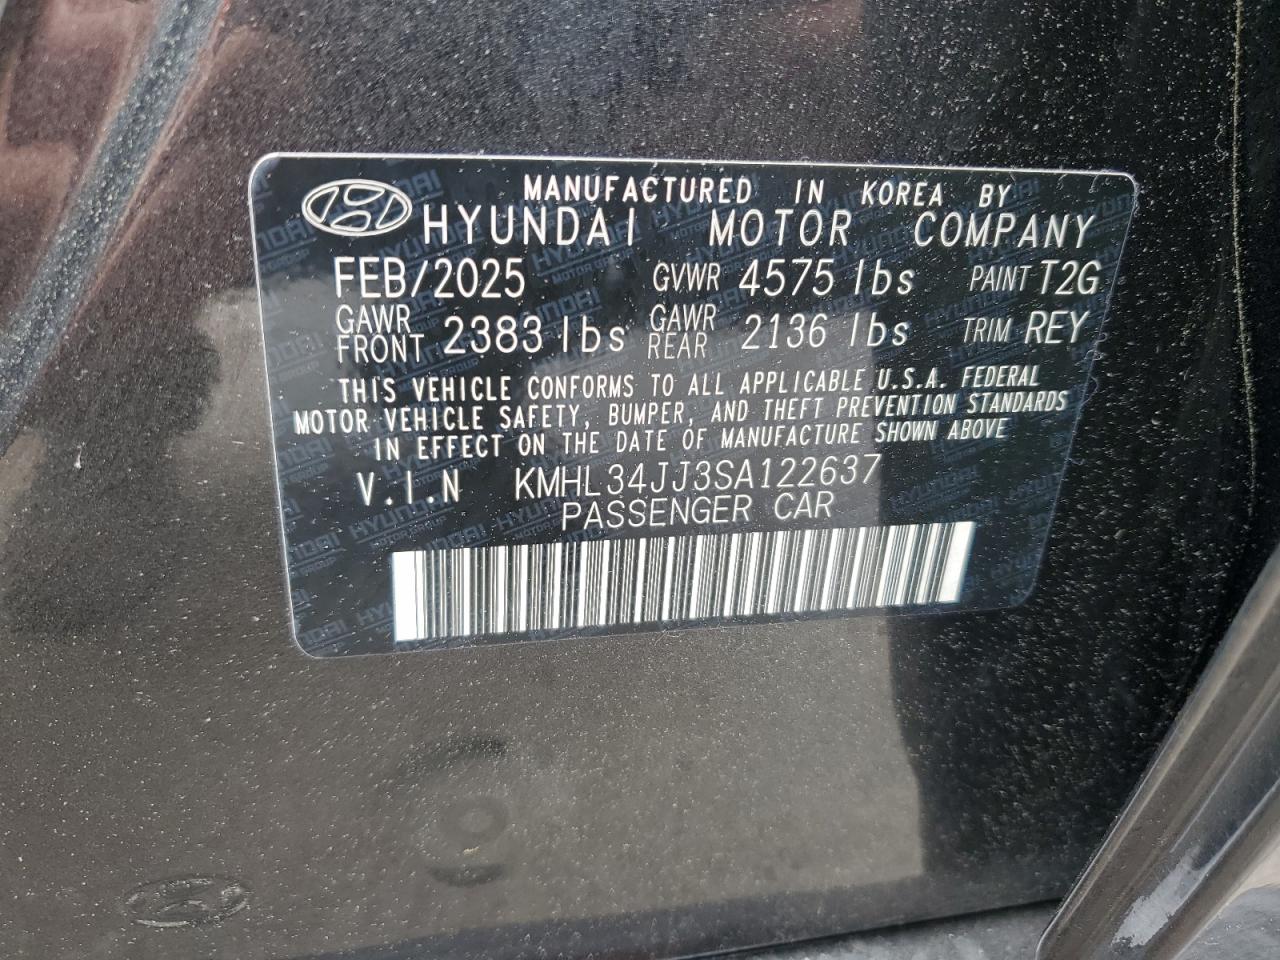 MANUFACTURED IN KOREA BY
HYUNDAI MOTOR COMPANY
FEB/2025 GVWR 4575 lbs PAINT T2G
GAWR FRONT 2383 lbs GAWR REAR 2136 lbs TRIM REY
THIS VEHICLE CONFORMS TO ALL APPLICABLE U.S.A. FEDERAL
MOTOR VEHICLE SAFETY, BUMPER, AND THEFT PREVENTION STANDARDS
IN EFFECT ON THE DATE OF MANUFACTURE SHOWN ABOVE
V.I.N KMHL34JJ3SA122637
PASSENGER CAR